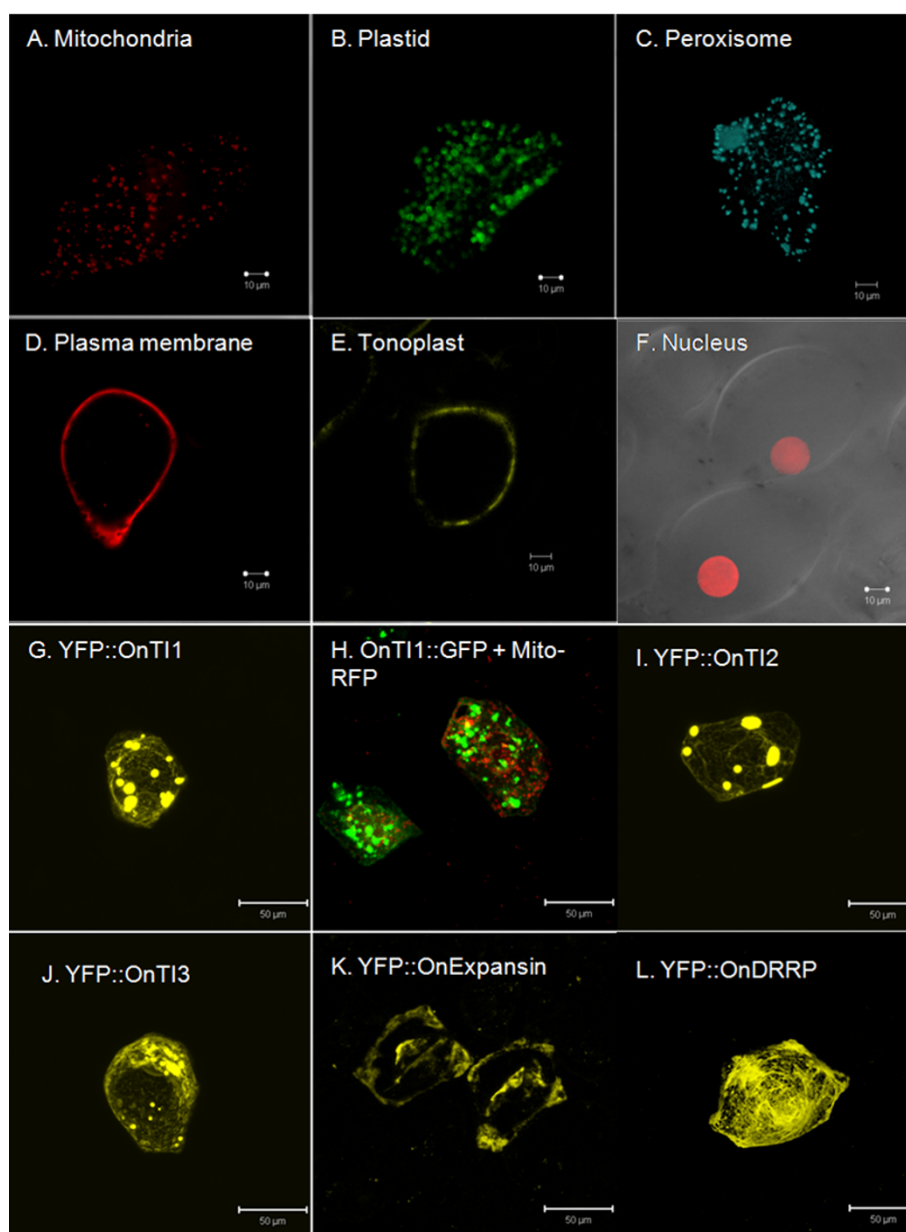 A. Mitochondria
B. Plastid
C. Peroxisome
10 µm
10 µm
10 µm
D. Plasma membrane
E. Tonoplast
F. Nucleus
10 µm
10 µm
10 µm
G. YFP::OnTI1
H. OnTI1::GFP + Mito-
RFP
I. YFP::OnTI2
50 µm
50 µm
50 µm
J. YFP::OnTI3
K. YFP::OnExpansin
L. YFP::OnDRRP
50 µm
50 µm
50 µm